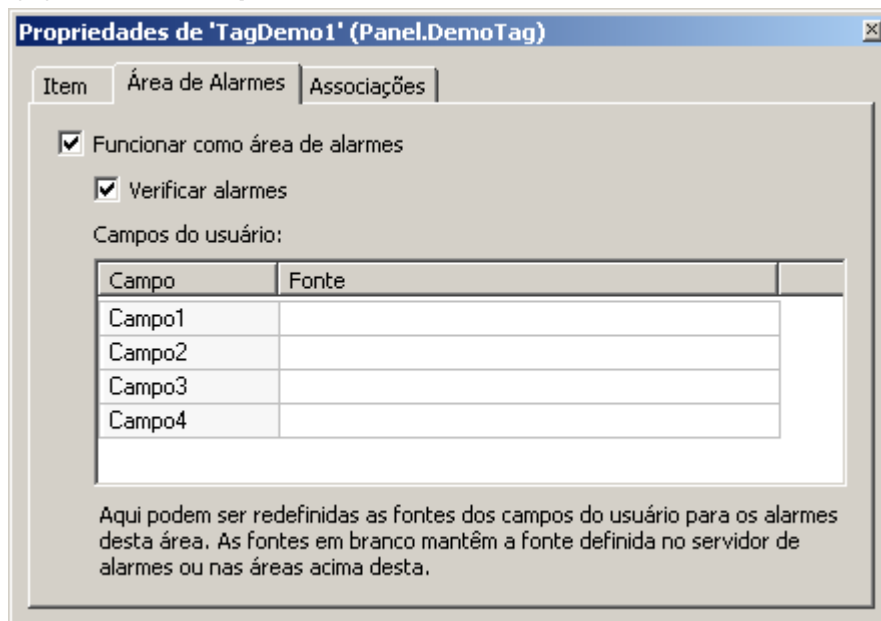 Propriedades de 'TagDemo1' (Panel.DemoTag)
Item Área de Alarmes Associações
Funcionar como área de alarmes
Verificar alarmes
Campos do usuário:
Campo Fonte
Campo1
Campo2
Campo3
Campo4
Aqui podem ser redefinidas as fontes dos campos do usuário para os alarmes
desta área. As fontes em branco mantêm a fonte definida no servidor de
alarmes ou nas áreas acima desta.